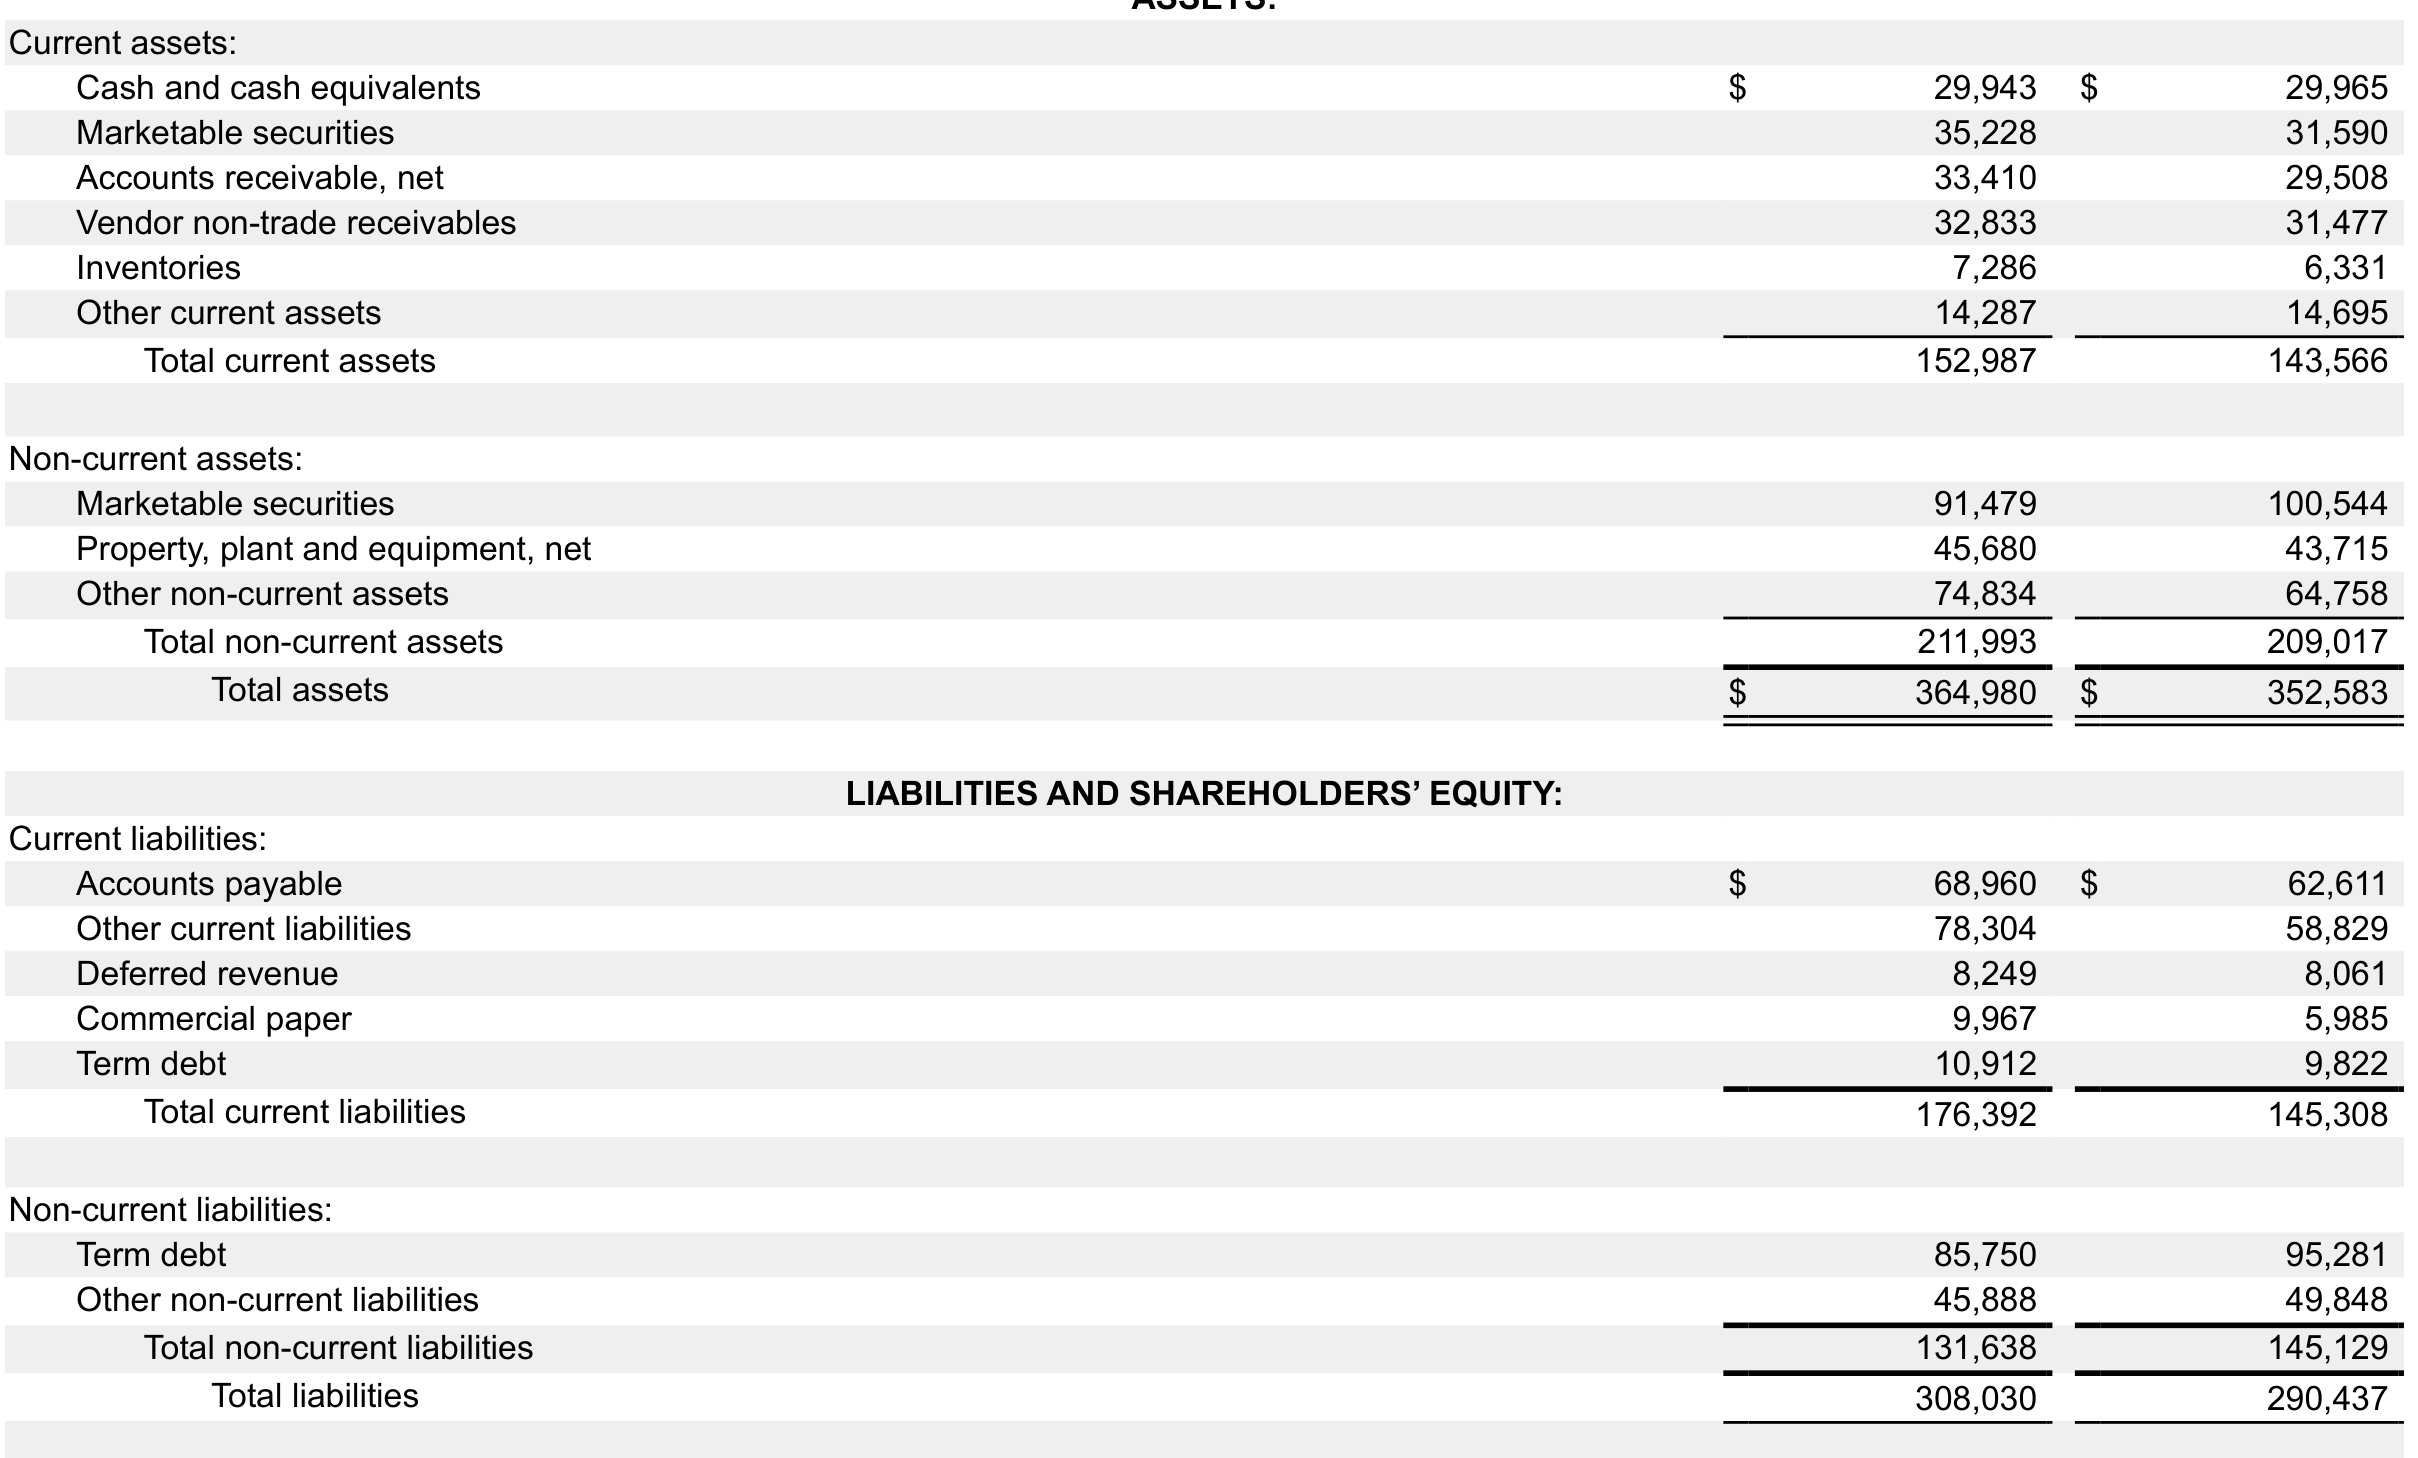 ASSETS:
Current assets:
Cash and cash equivalents $ 29,943 $ 29,965
Marketable securities 35,228 31,590
Accounts receivable, net 33,410 29,508
Vendor non-trade receivables 32,833 31,477
Inventories 7,286 6,331
Other current assets 14,287 14,695
Total current assets 152,987 143,566
Non-current assets:
Marketable securities 91,479 100,544
Property, plant and equipment, net 45,680 43,715
Other non-current assets 74,834 64,758
Total non-current assets 211,993 209,017
Total assets $ 364,980 $ 352,583
LIABILITIES AND SHAREHOLDERS’ EQUITY:
Current liabilities:
Accounts payable $ 68,960 $ 62,611
Other current liabilities 78,304 58,829
Deferred revenue 8,249 8,061
Commercial paper 9,967 5,985
Term debt 10,912 9,822
Total current liabilities 176,392 145,308
Non-current liabilities:
Term debt 85,750 95,281
Other non-current liabilities 45,888 49,848
Total non-current liabilities 131,638 145,129
Total liabilities 308,030 290,437